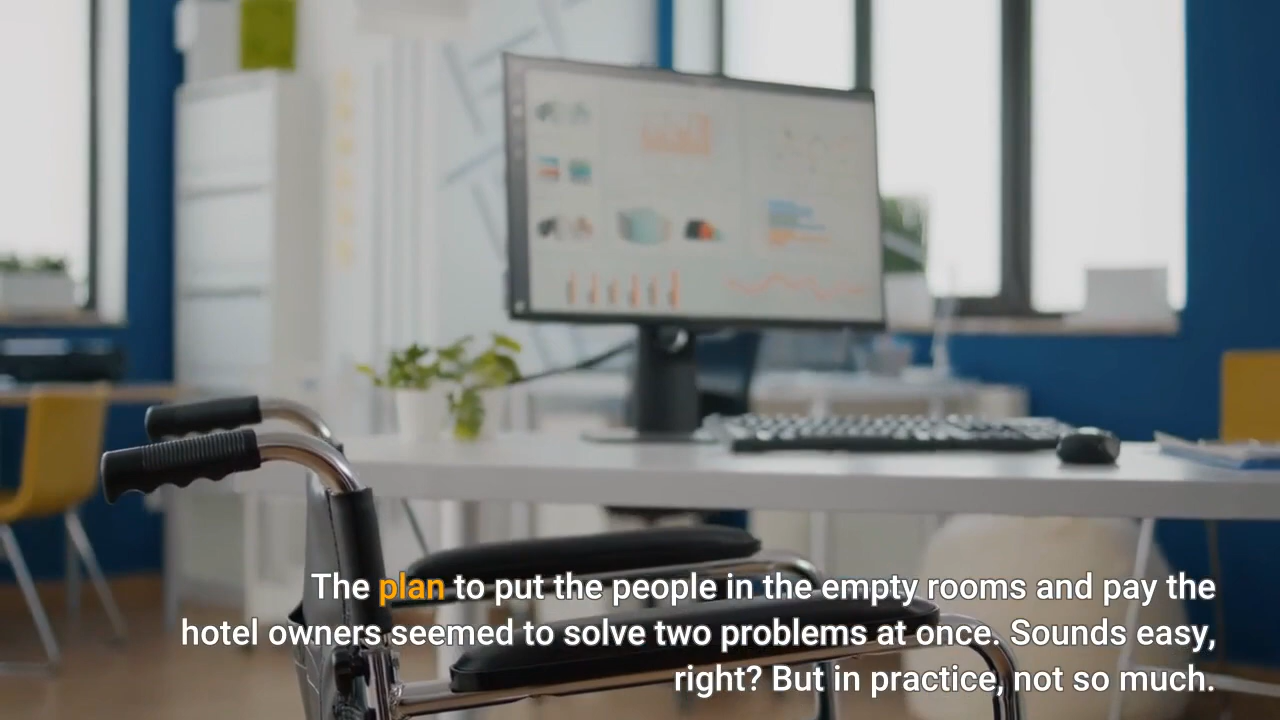 The plan to put the people in the empty rooms and pay the
hotel owners seemed to solve two problems at once. Sounds easy,
right? But in practice, not so much.